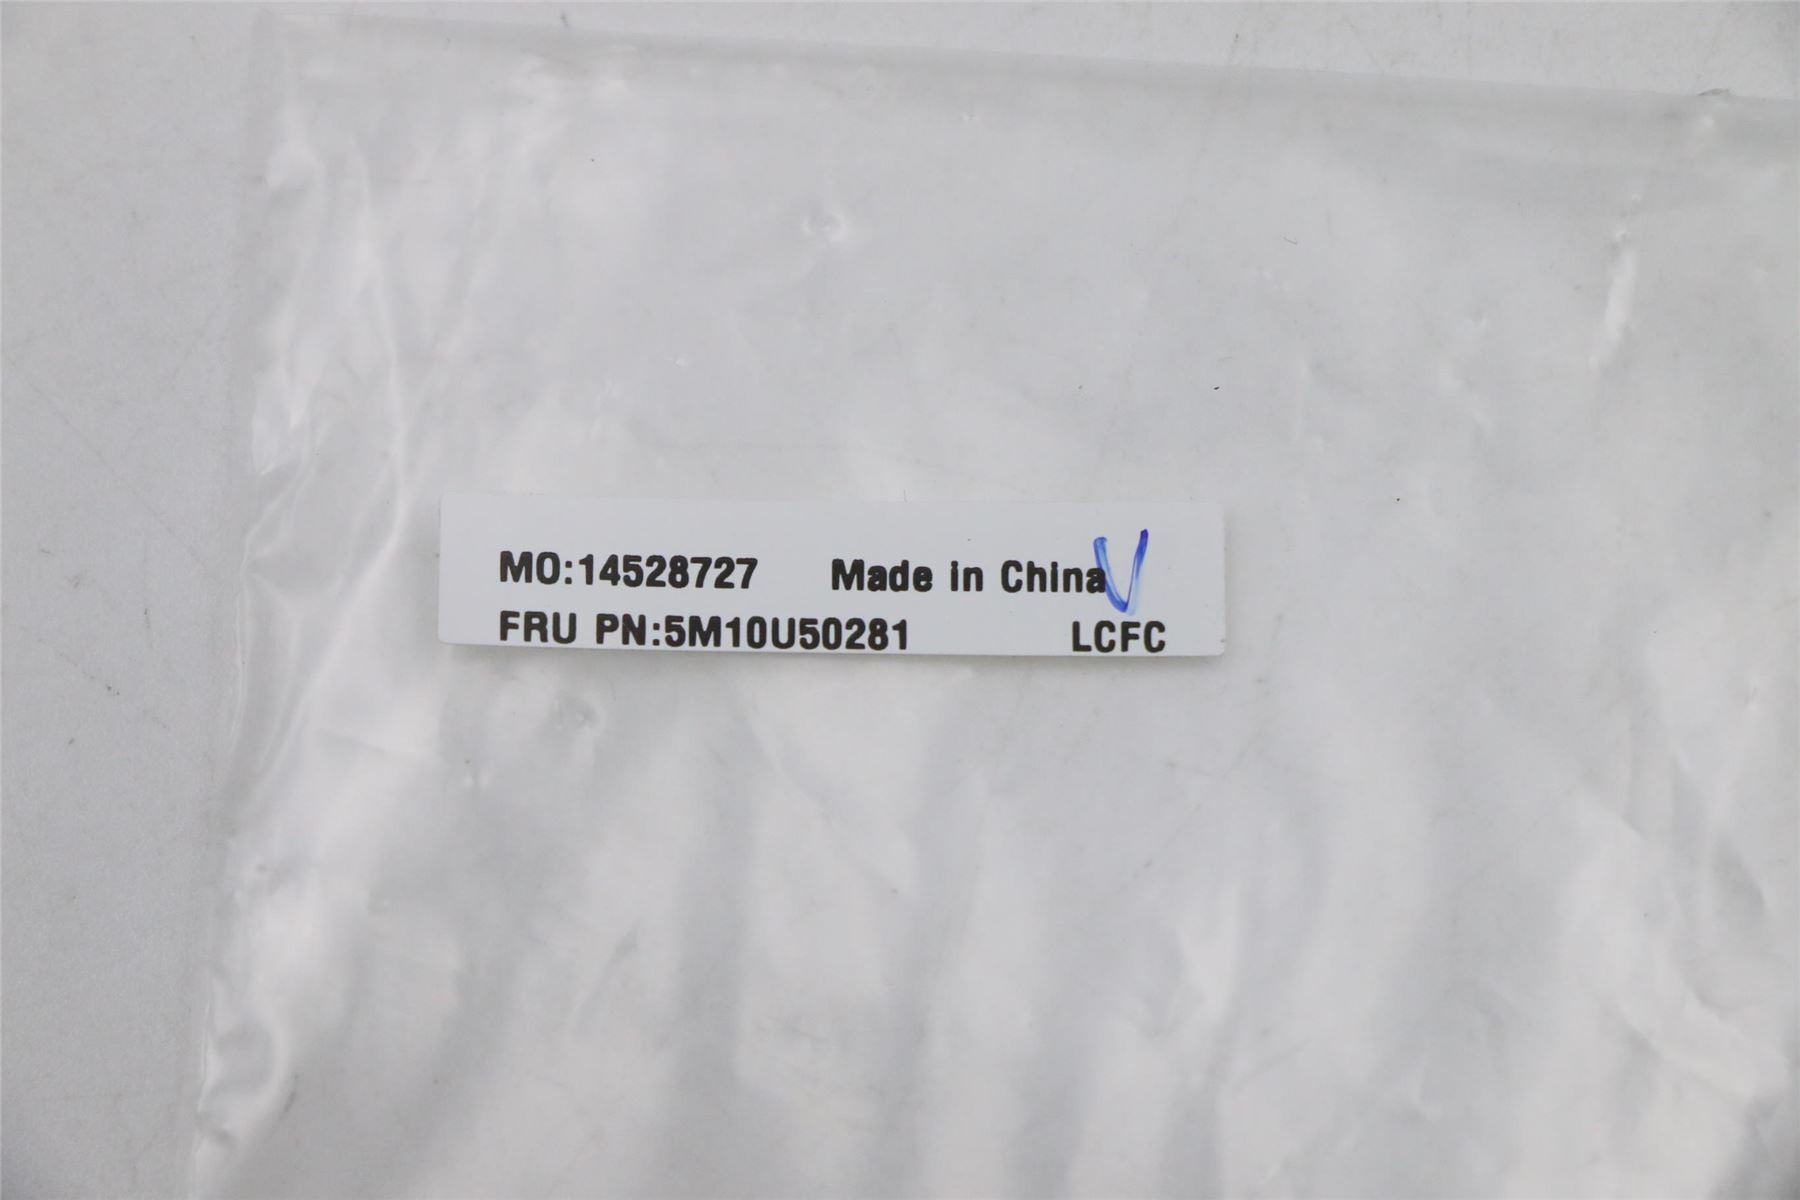 MO:14528727 Made in China
FRU PN:5M10U50281 LCFC